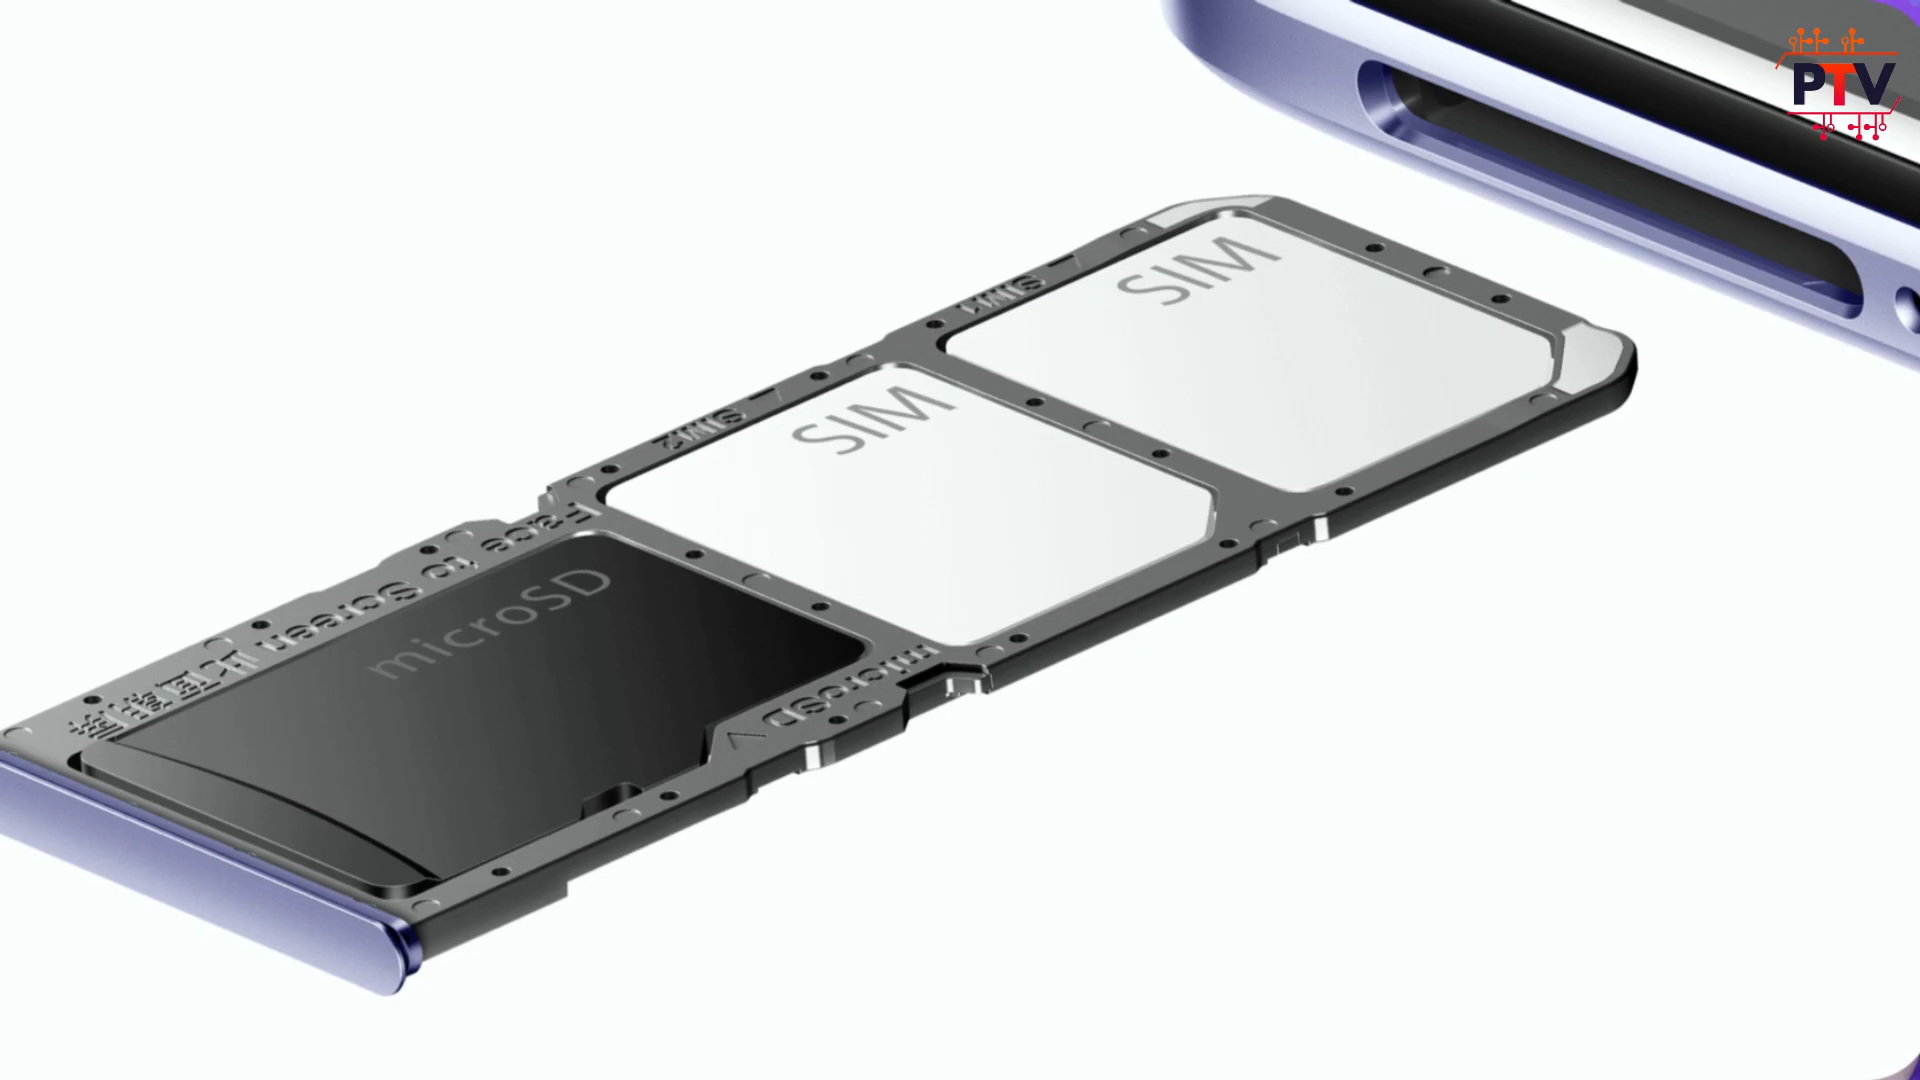 PTV
SIM
SIM1
SIM
SIM2
Face to Screen
microSD
microSD